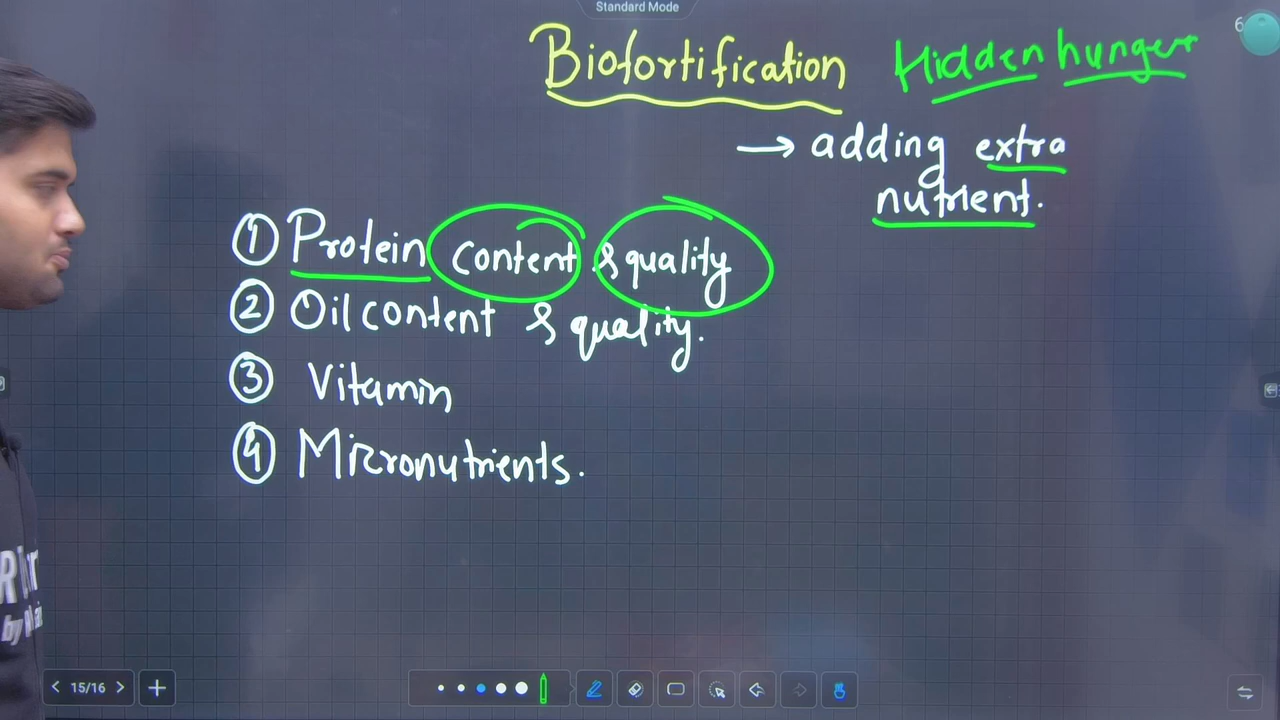 Standard Mode
6
Biofortification Hidden hunger
→ adding extra
nutrient.
① Protein content & quality
② Oil content & quality.
③ Vitamin
④ Micronutrients.
15/16